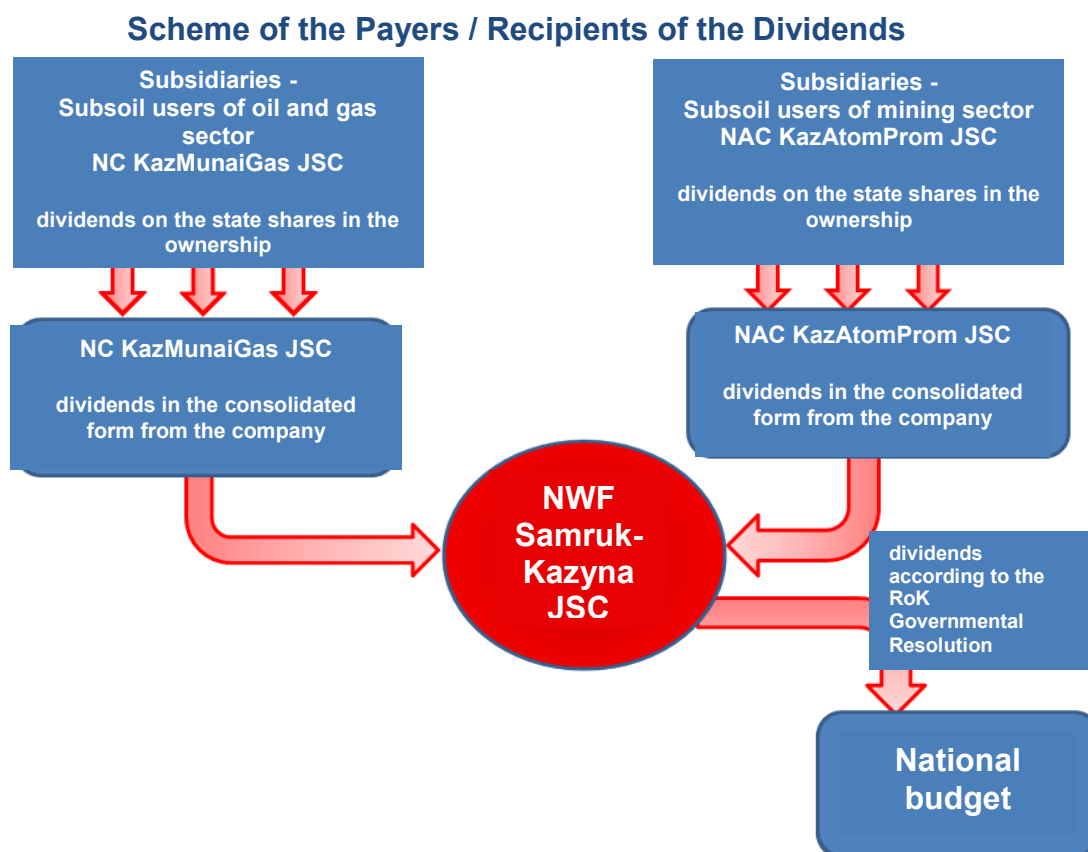 Scheme of the Payers / Recipients of the Dividends
Subsidiaries -
Subsoil users of oil and gas
sector
NC KazMunaiGas JSC
dividends on the state shares in the
ownership
Subsidiaries -
Subsoil users of mining sector
NAC KazAtomProm JSC
dividends on the state shares in the
ownership
NC KazMunaiGas JSC
dividends in the consolidated
form from the company
NAC KazAtomProm JSC
dividends in the consolidated
form from the company
NWF
Samruk-
Kazyna
JSC
dividends
according to the
RoK
Governmental
Resolution
National
budget